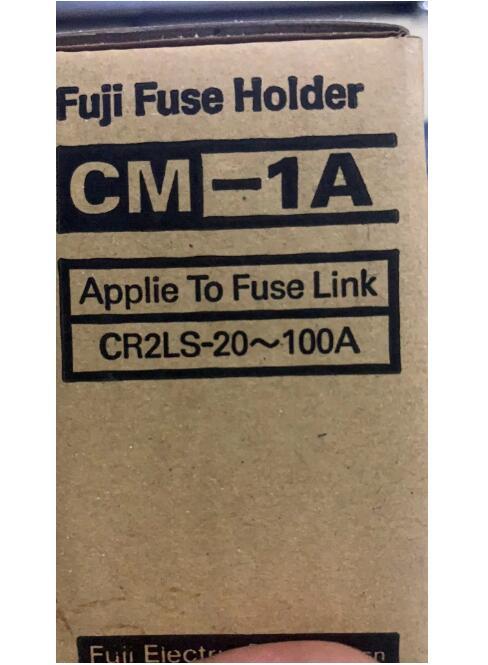 Fuji Fuse Holder
CM-1A
Applie To Fuse Link
CR2LS-20～100A
Fuji